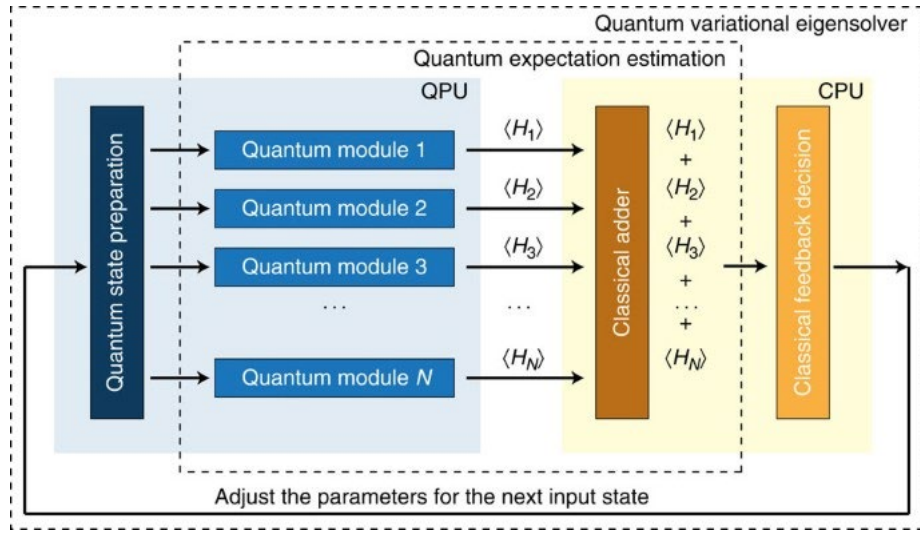 Quantum variational eigensolver
Quantum expectation estimation
QPU
CPU
Quantum state preparation
Quantum module 1
Quantum module 2
Quantum module 3
...
Quantum module N
⟨H₁⟩
⟨H₂⟩
⟨H₃⟩
...
⟨Hₙ⟩
Classical adder
⟨H₁⟩
+
⟨H₂⟩
+
⟨H₃⟩
+
...
+
⟨Hₙ⟩
Classical feedback decision
Adjust the parameters for the next input state